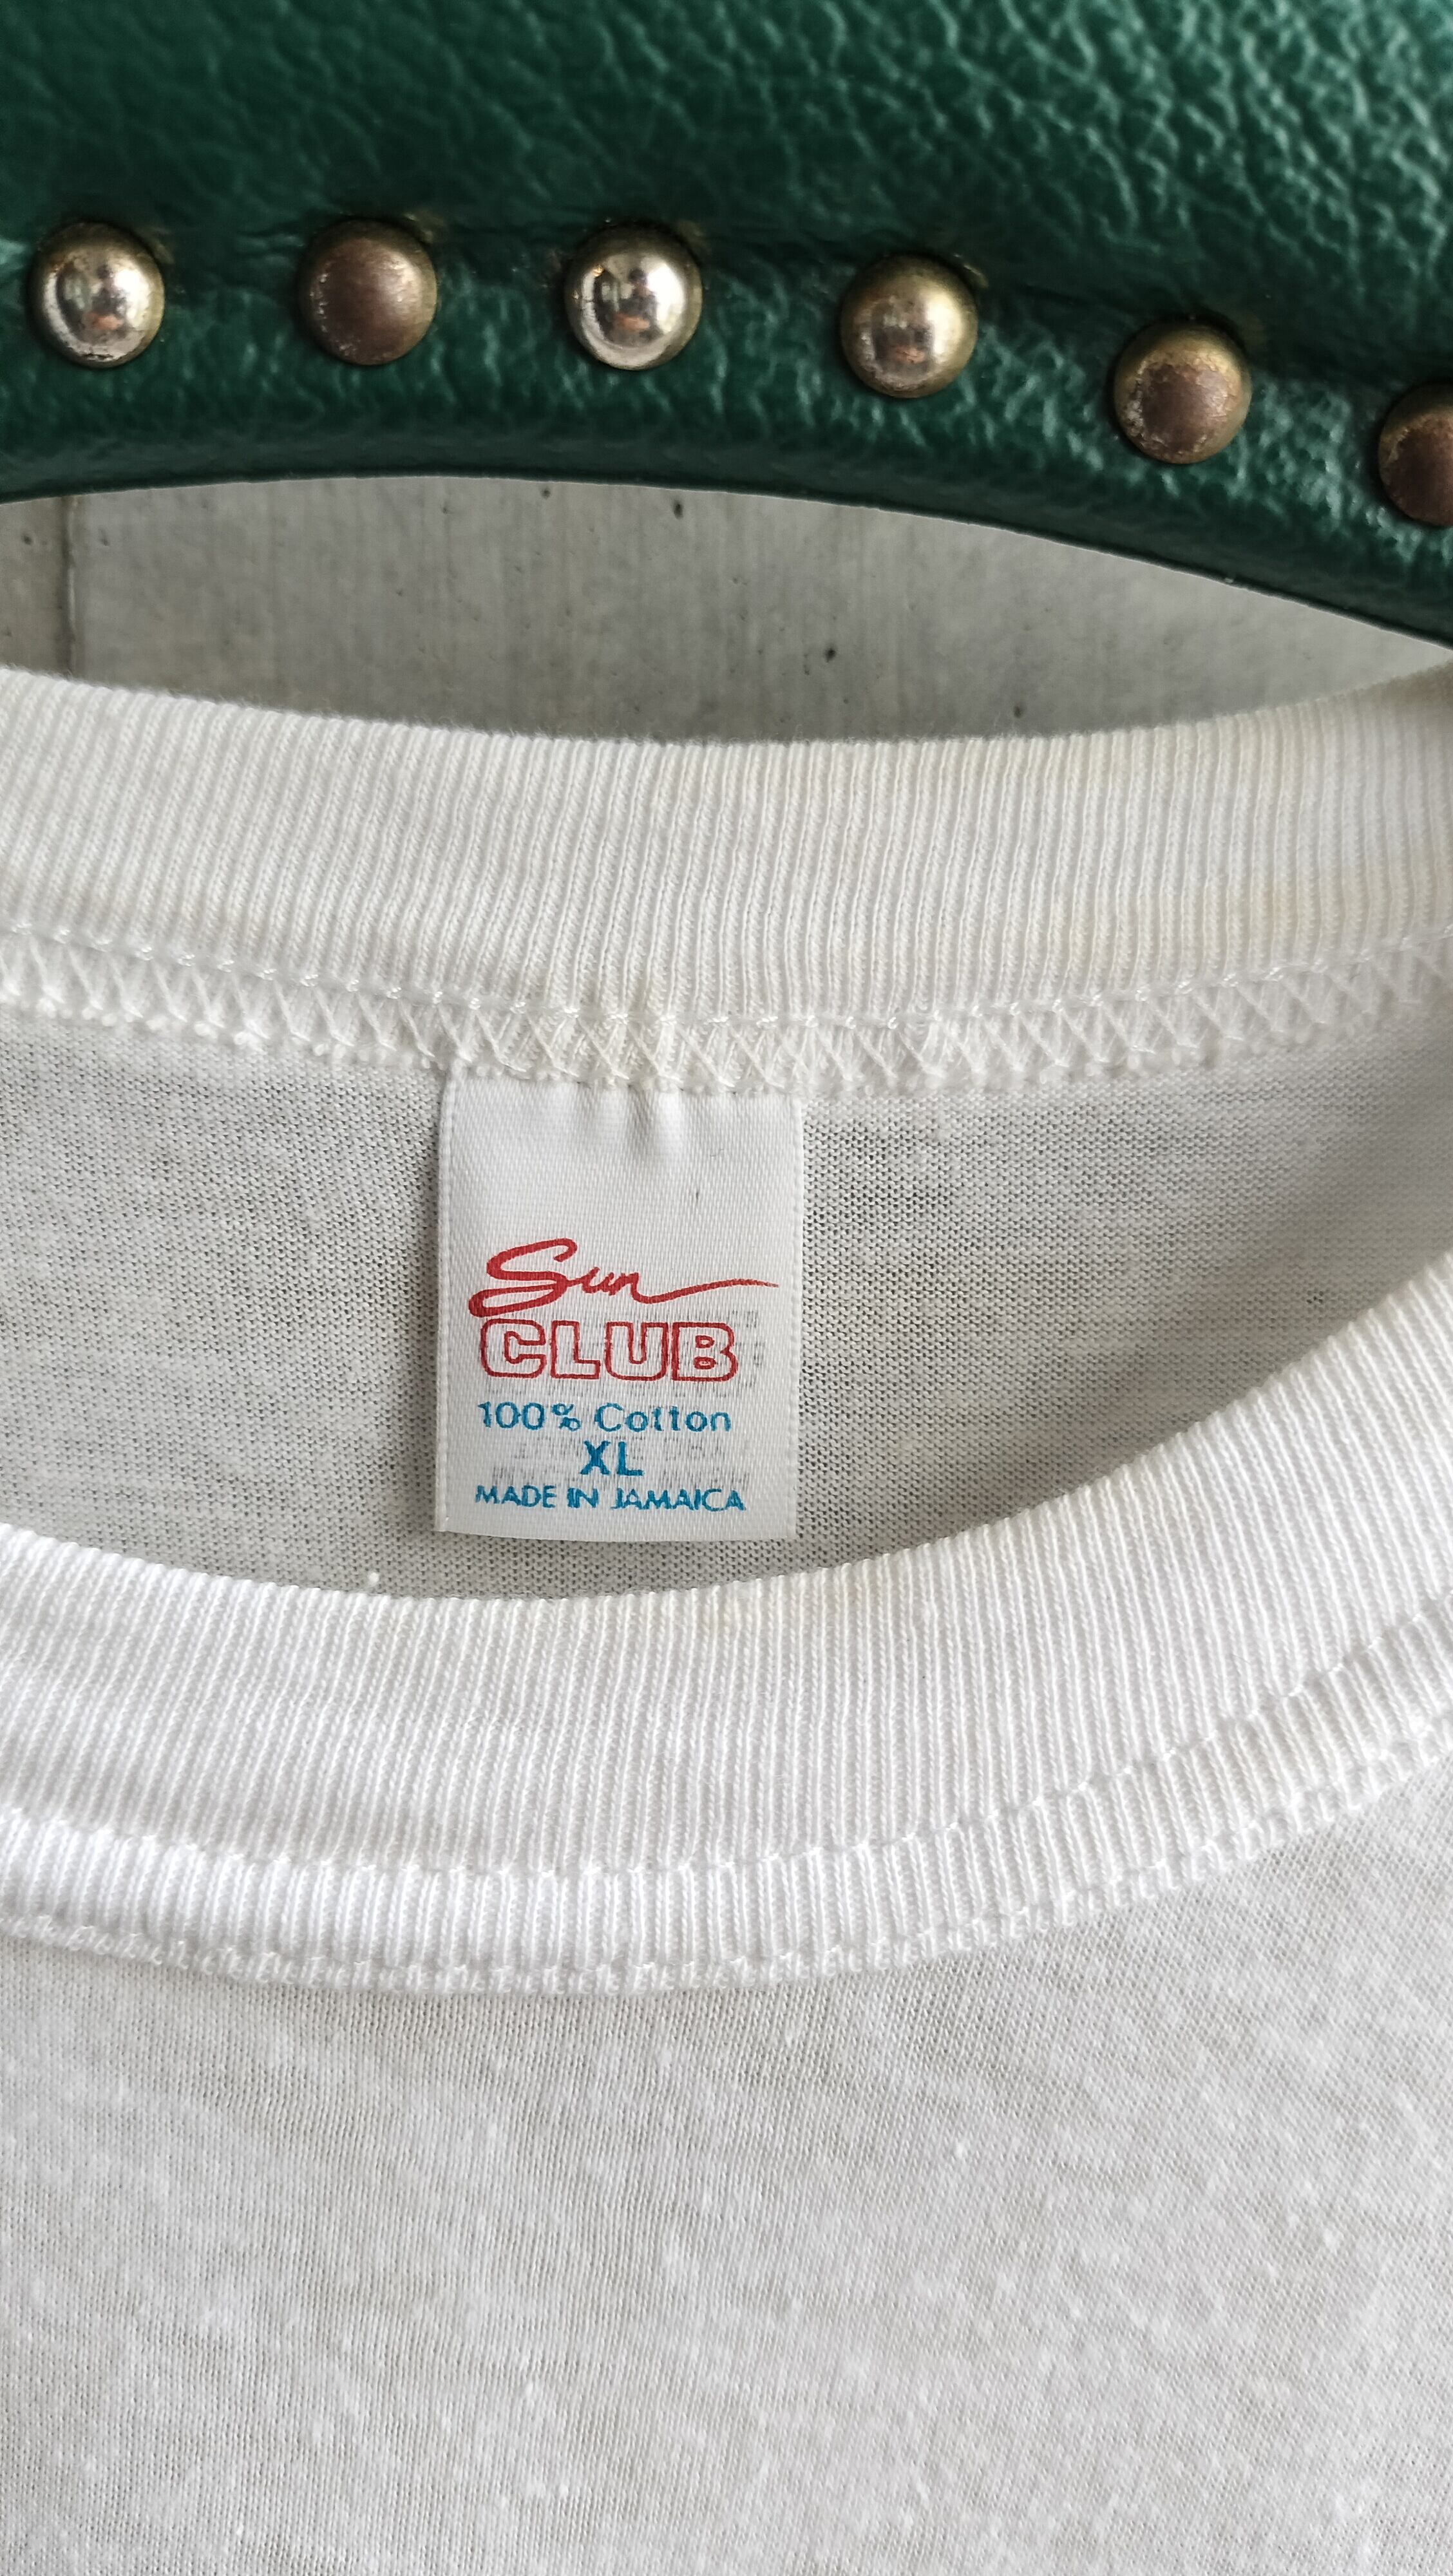 Sun
CLUB
100% Cotton
XL
MADE IN JAMAICA